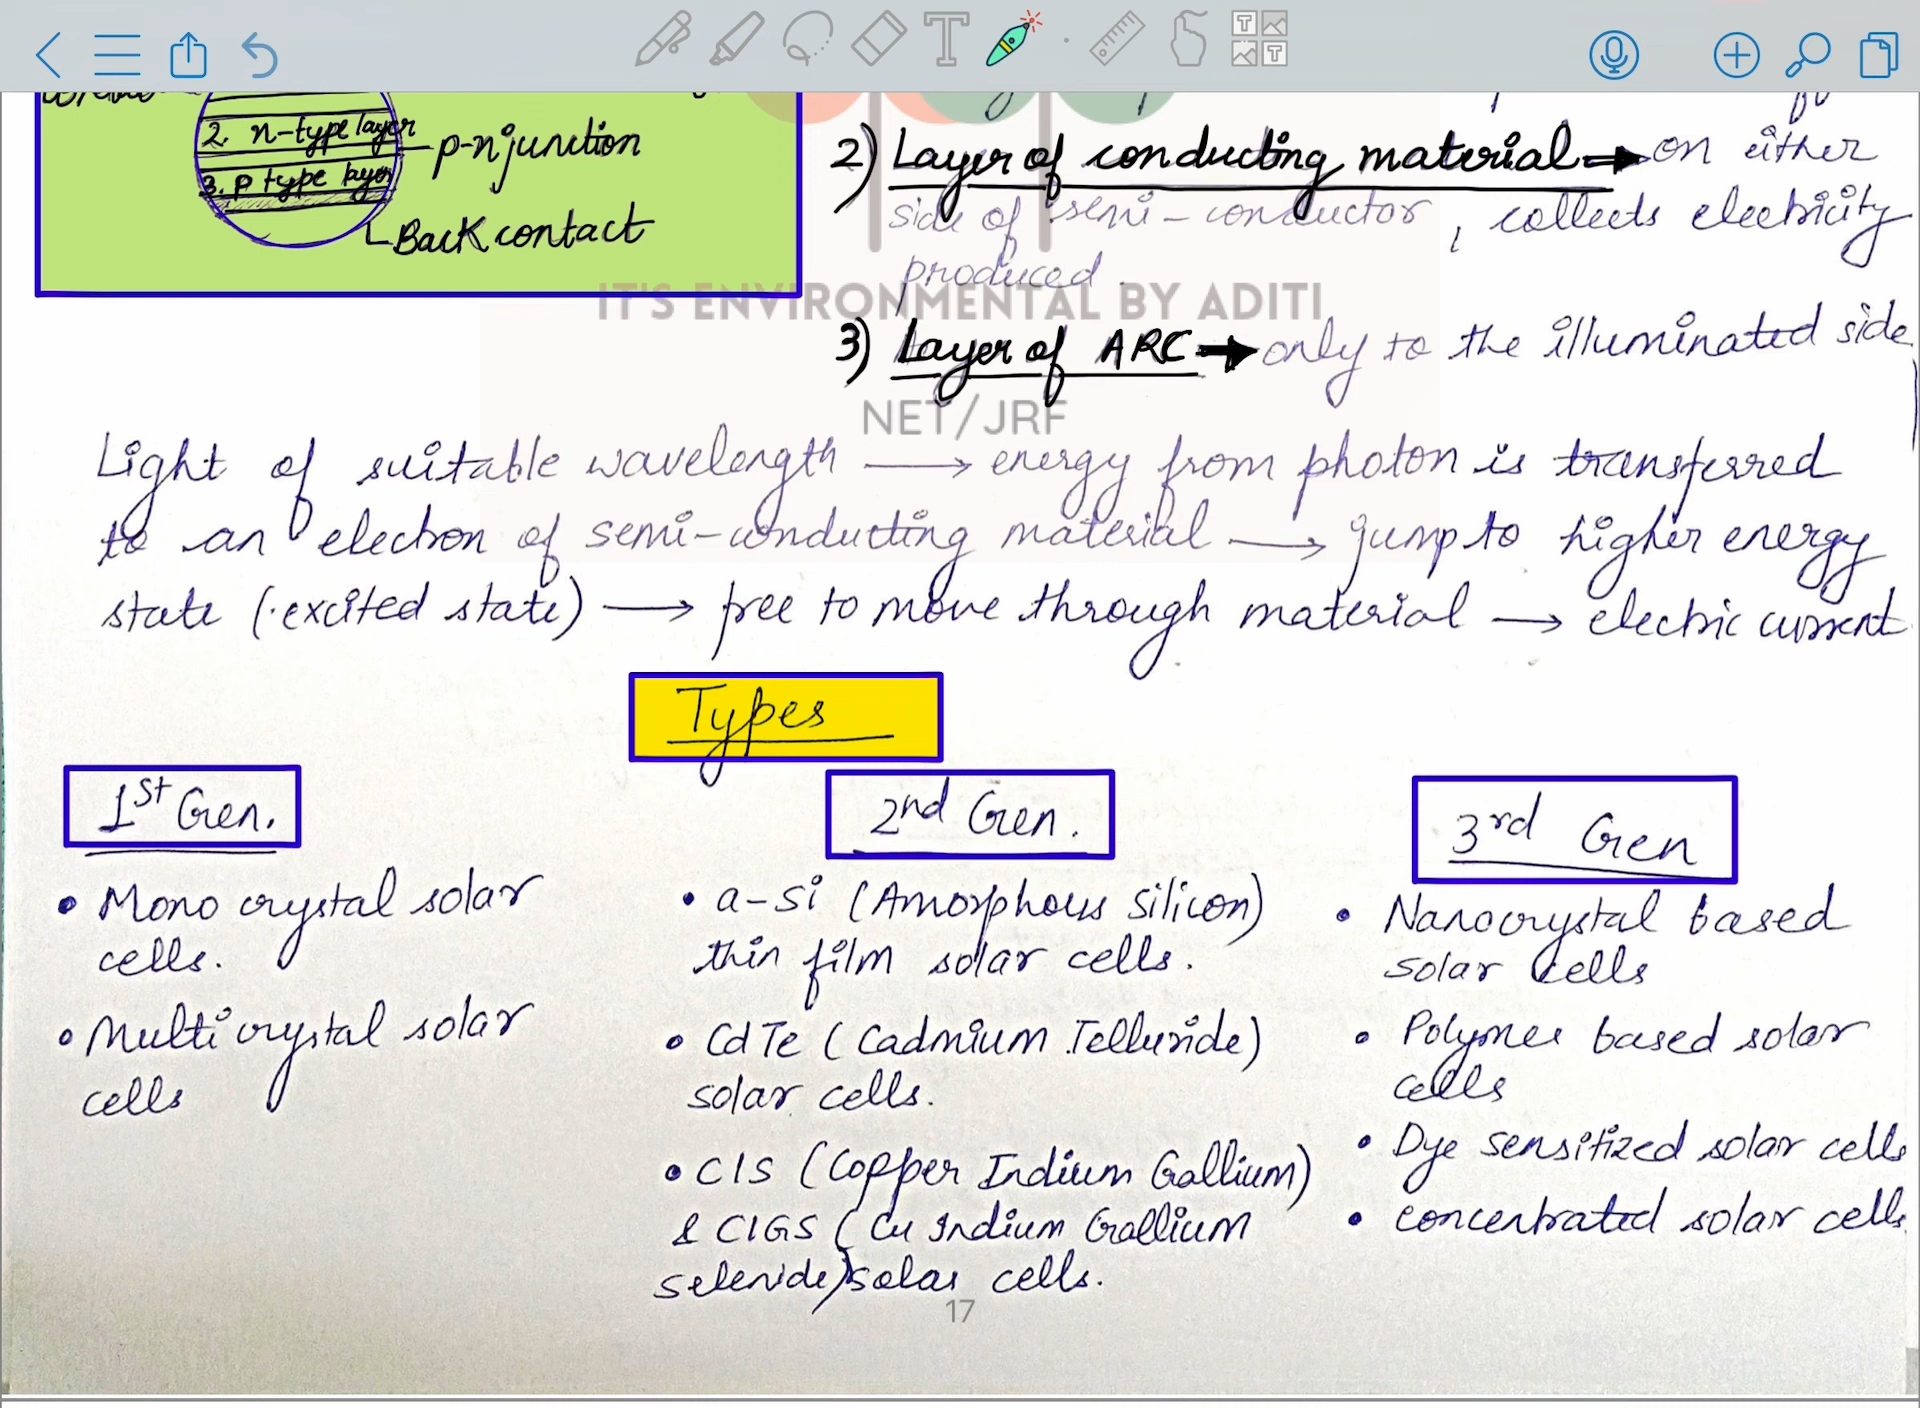 2. n-type layer
p-n junction
3. p type layer
Back contact
2) Layer of conducting material → on either
side of semi-conductor, collects electricity
produced.
IT'S ENVIRONMENTAL BY ADITI
3) Layer of ARC → only to the illuminated side
NET/JRF
Light of suitable wavelength → energy from photon is transferred
to an electron of semi-conducting material → jump to higher energy
state (excited state) → free to move through material → electric current
Types
1st Gen.
• Mono crystal solar
cells.
• Multi crystal solar
cells
2nd Gen.
• a-si (Amorphous Silicon)
thin film solar cells.
• CdTe (Cadmium Telluride)
solar cells.
• CIS (Copper Indium Gallium)
& CIGS (Cu Indium Gallium
selenide) solar cells.
3rd Gen
• Nanocrystal based
solar cells
• Polymer based solar
cells
• Dye sensitized solar cells
• concentrated solar cells
17